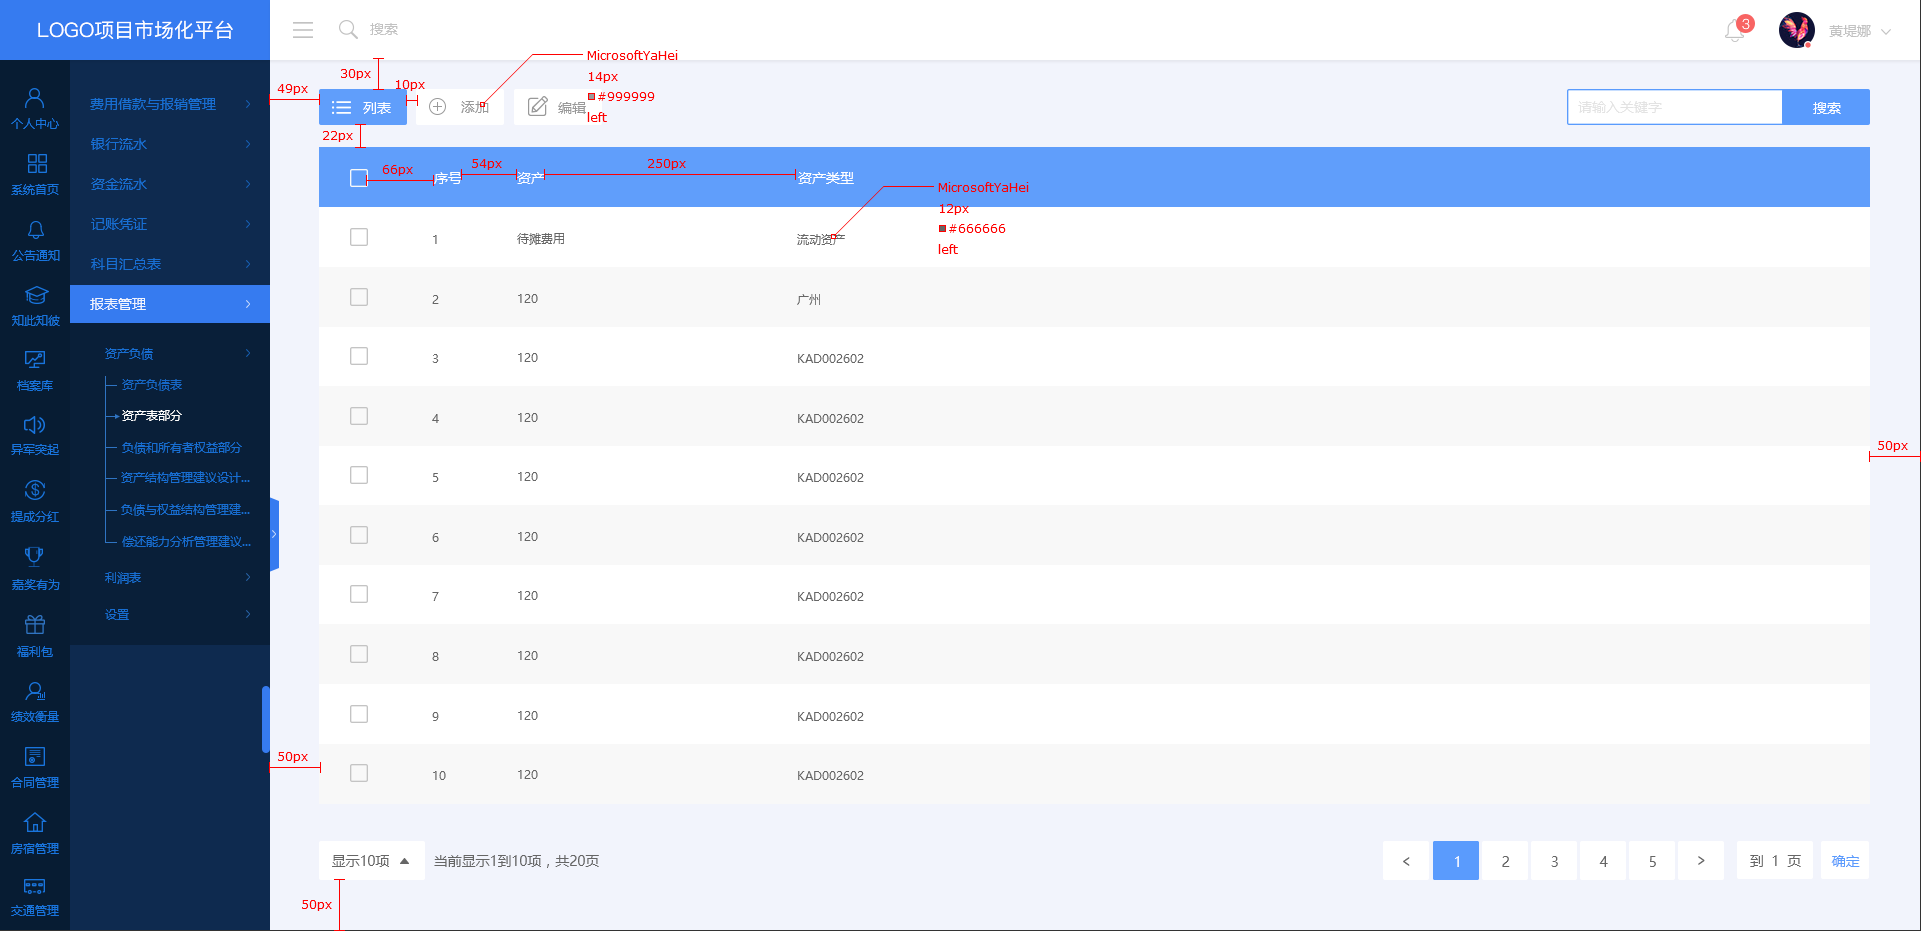 LOGO项目市场化平台
搜索
3
黄堤娜
个人中心
系统首页
公告通知
知此知彼
档案库
异军突起
提成分红
嘉奖有为
福利包
绩效衡量
合同管理
房宿管理
交通管理
费用借款与报销管理
银行流水
资金流水
记账凭证
科目汇总表
报表管理
资产负债
资产负债表
资产表部分
负债和所有者权益部分
资产结构管理建议设计...
负债与权益结构管理建...
偿还能力分析管理建议...
利润表
设置
49px
30px
10px
22px
MicrosoftYaHei
14px
#999999
left
列表
添加
编辑
请输入关键字
搜索
66px
54px
250px
序号 资产 资产类型
MicrosoftYaHei
12px
#666666
left
1 待摊费用 流动资产
2 120 广州
3 120 KAD002602
4 120 KAD002602
5 120 KAD002602
6 120 KAD002602
7 120 KAD002602
8 120 KAD002602
9 120 KAD002602
10 120 KAD002602
50px
50px
显示10项 当前显示1到10项，共20页
< 1 2 3 4 5 > 到 1 页 确定
50px